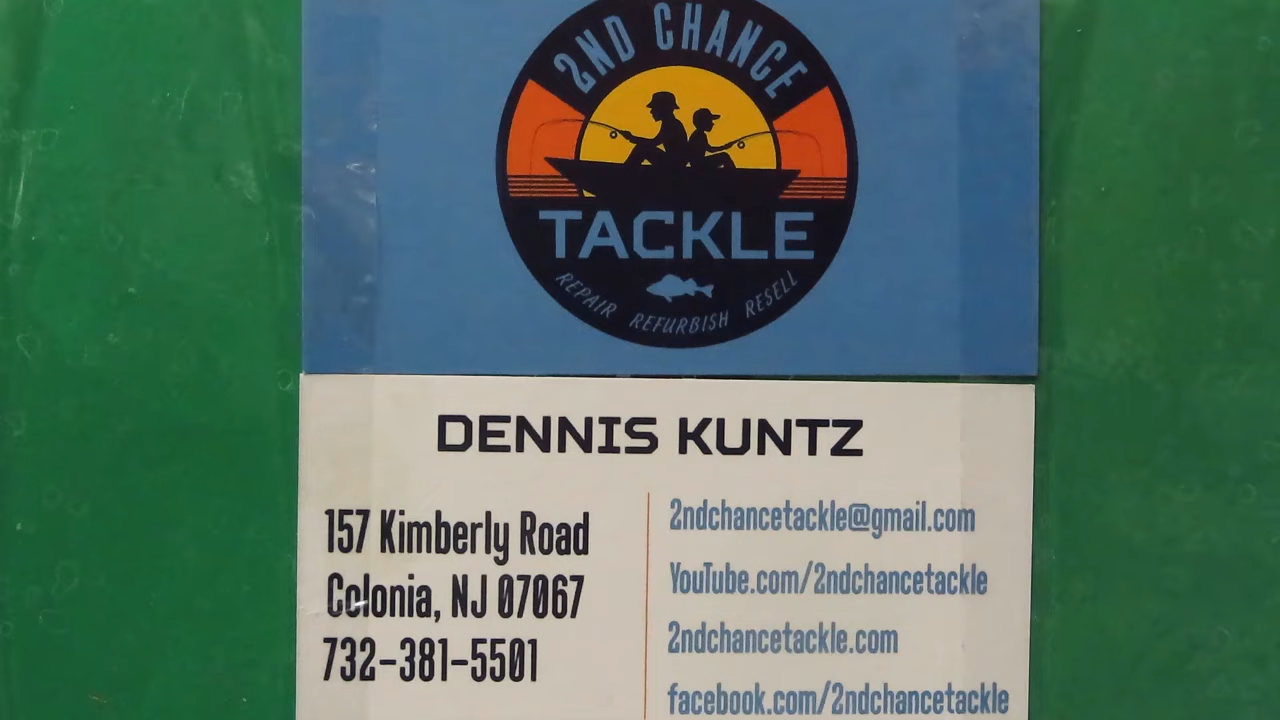 2ND CHANCE
TACKLE
REPAIR REFURBISH RESELL
DENNIS KUNTZ
157 Kimberly Road
Colonia, NJ 07067
732-381-5501
2ndchancetackle@gmail.com
YouTube.com/2ndchancetackle
2ndchancetackle.com
facebook.com/2ndchancetackle